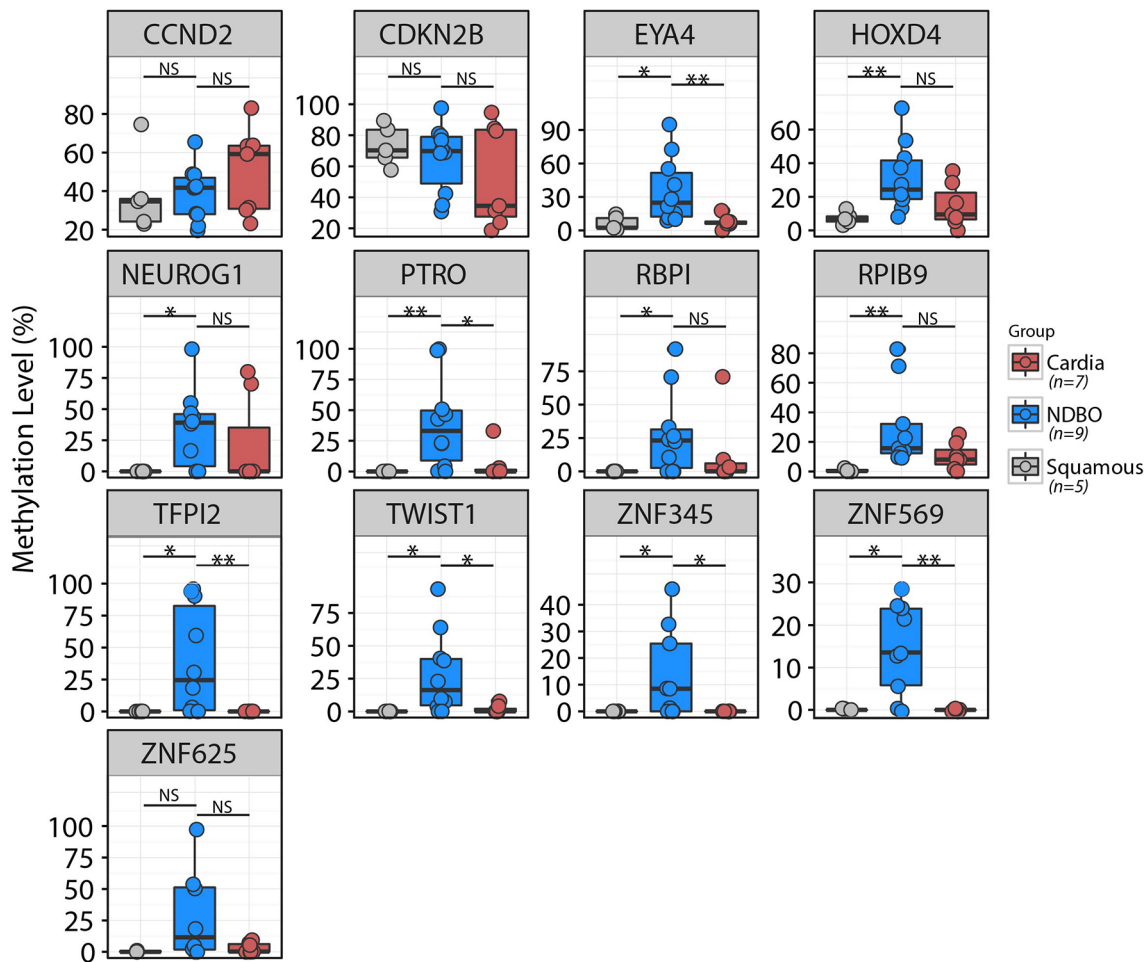 CCND2 CDKN2B EYA4 HOXD4
NS NS NS NS * ** ** NS
80 60 40 20
100 80 60 40 20
90 60 30 0
60 40 20 0
NEUROG1 PTRO RBPI RPIB9
* NS ** * * NS ** NS
100 75 50 25 0
100 75 50 25 0
75 50 25 0
80 60 40 20 0
TFPI2 TWIST1 ZNF345 ZNF569
* ** * * * * * **
100 75 50 25 0
75 50 25 0
40 30 20 10 0
30 20 10 0
ZNF625
NS NS
100 75 50 25 0
Methylation Level (%)
Group
Cardia
(n=7)
NDBO
(n=9)
Squamous
(n=5)